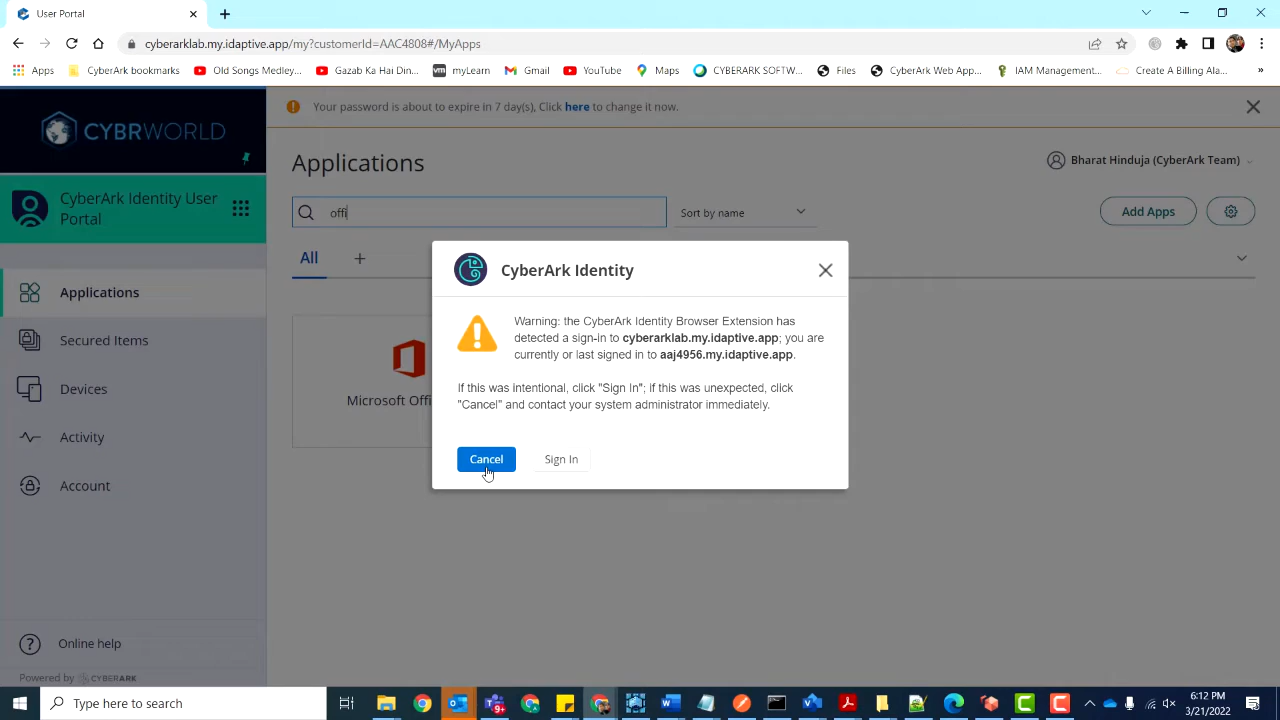 User Portal
cyberarklab.my.idaptive.app/my?customerId=AAC4808#/MyApps
Apps
CyberArk bookmarks
Old Songs Medley...
Gazab Ka Hai Din...
vm
myLearn
Gmail
YouTube
Maps
CYBERARK SOFTW...
Files
CyberArk Web App...
IAM Management...
Create A Billing Ala...
»
CYBRWORLD
Your password is about to expire in 7 day(s), Click here to change it now.
Applications
Bharat Hinduja (CyberArk Team)
CyberArk Identity User
Portal
offi
Sort by name
Add Apps
All
+
Applications
Secured Items
Devices
Activity
Account
Microsoft Offi
CyberArk Identity
Warning: the CyberArk Identity Browser Extension has
detected a sign-in to cyberarklab.my.idaptive.app; you are
currently or last signed in to aaj4956.my.idaptive.app.
If this was intentional, click "Sign In"; if this was unexpected, click
"Cancel" and contact your system administrator immediately.
Cancel
Sign In
Online help
Powered by CYBERARK
Type here to search
6:12 PM
3/21/2022